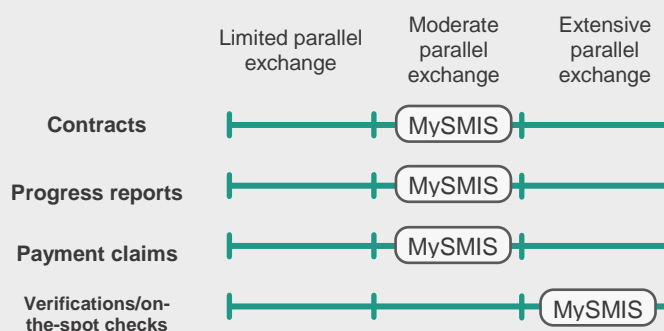 Limited parallel
exchange
Moderate
parallel
exchange
Extensive
parallel
exchange
Contracts
MySMIS
Progress reports
MySMIS
Payment claims
MySMIS
Verifications/on-
the-spot checks
MySMIS